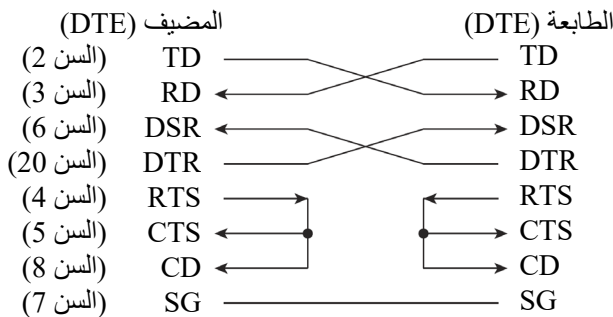 الطابعة (DTE) المضيف (DTE)
TD TD (السن 2)
RD RD (السن 3)
DSR DSR (السن 6)
DTR DTR (السن 20)
RTS RTS (السن 4)
CTS CTS (السن 5)
CD CD (السن 8)
SG SG (السن 7)